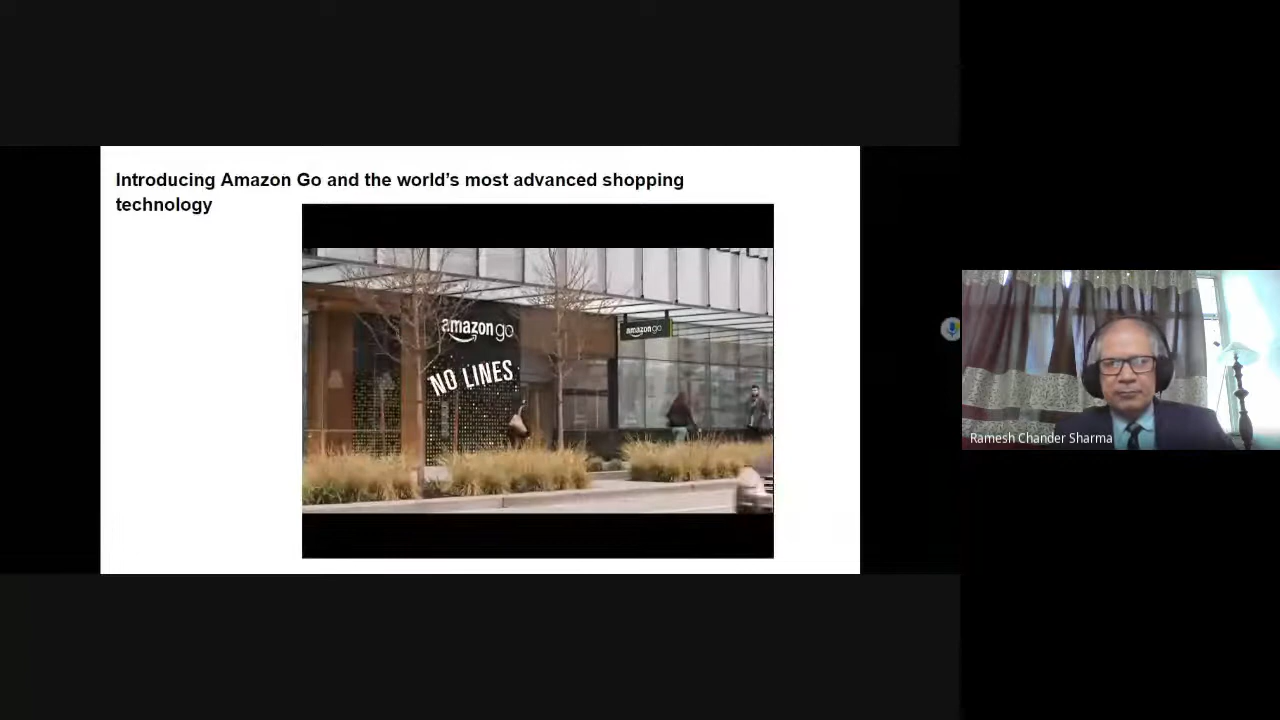 Introducing Amazon Go and the world's most advanced shopping
technology
amazon go
amazon go
NO LINES
Ramesh Chander Sharma